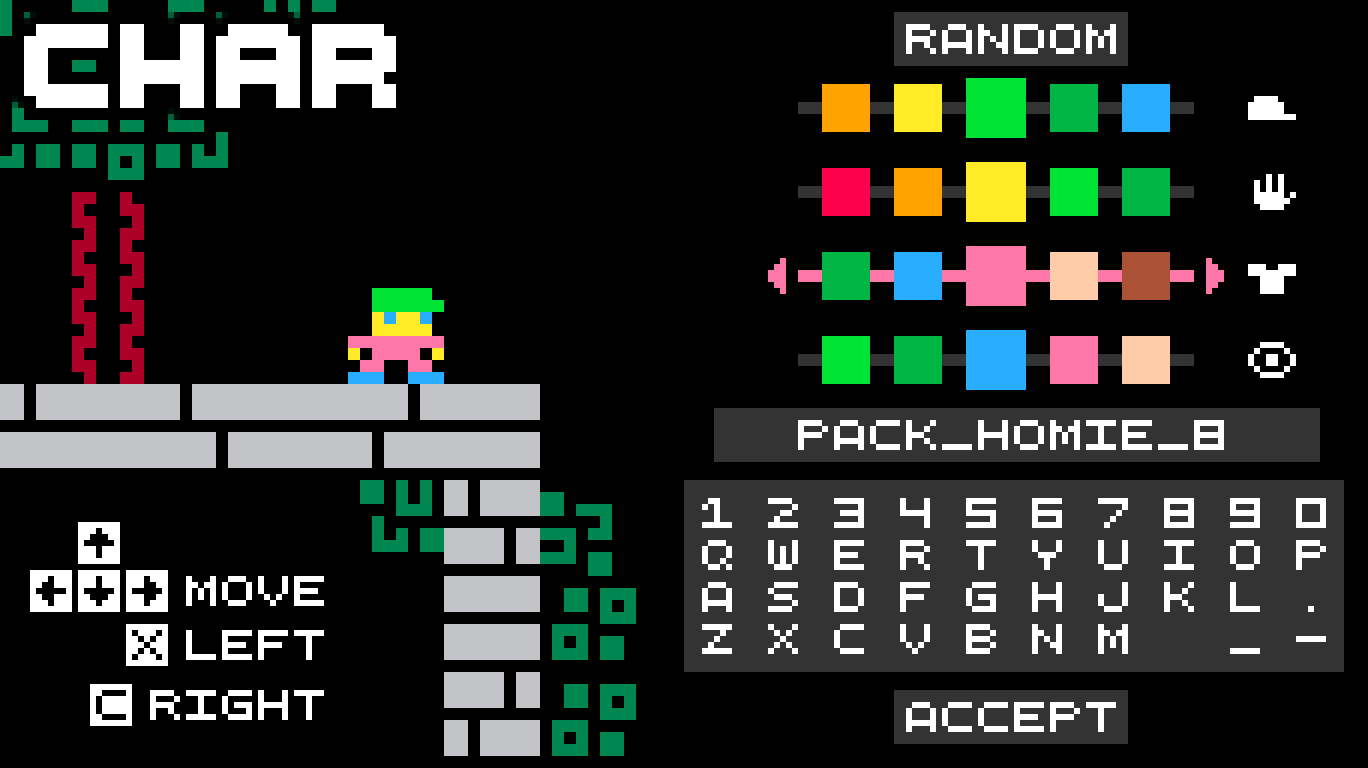 CHAR
RANDOM
PACK_HOMIE_8
1 2 3 4 5 6 7 8 9 0
Q W E R T Y U I O P
A S D F G H J K L .
Z X C V B N M _ -
ACCEPT
MOVE
X LEFT
C RIGHT